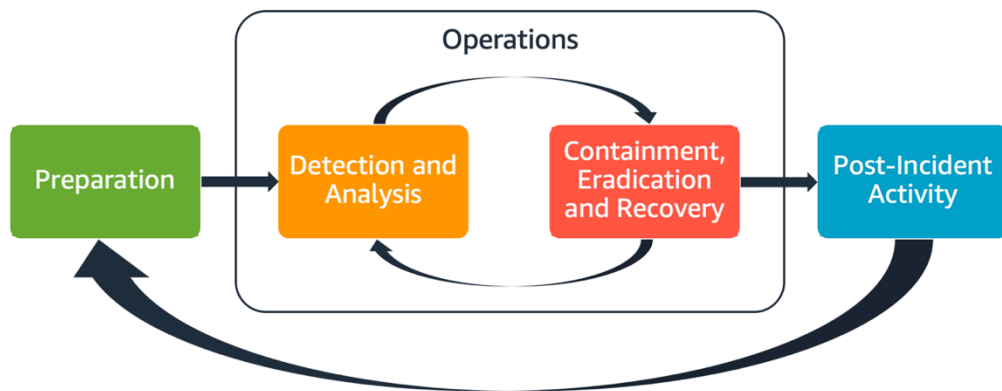 Operations
Preparation
Detection and
Analysis
Containment,
Eradication
and Recovery
Post-Incident
Activity